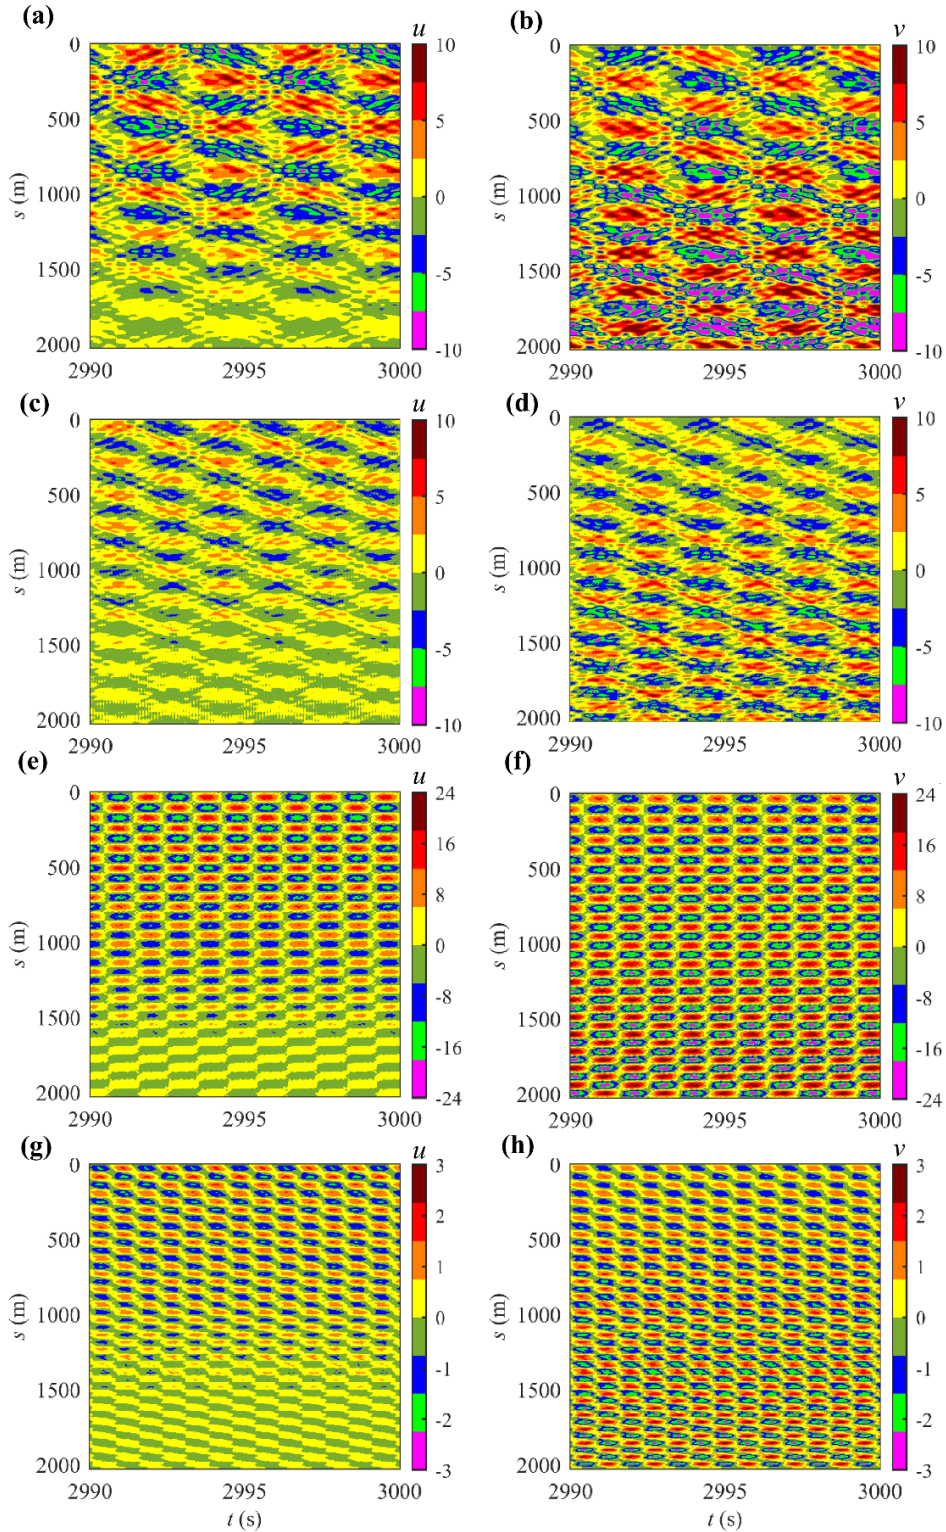 (a) u (b) v
0 10 0 10
500 5 500 5
s (m) 1000 0 s (m) 1000 0
1500 -5 1500 -5
2000 -10 2000 -10
2990 2995 3000 2990 2995 3000
(c) u (d) v
0 10 0 10
500 5 500 5
s (m) 1000 0 s (m) 1000 0
1500 -5 1500 -5
2000 -10 2000 -10
2990 2995 3000 2990 2995 3000
(e) u (f) v
0 24 0 24
16 16
500 8 500 8
s (m) 1000 0 s (m) 1000 0
-8 -8
1500 -16 1500 -16
2000 -24 2000 -24
2990 2995 3000 2990 2995 3000
(g) u (h) v
0 3 0 3
2 2
500 1 500 1
s (m) 1000 0 s (m) 1000 0
-1 -1
1500 -2 1500 -2
2000 -3 2000 -3
2990 2995 3000 2990 2995 3000
t (s) t (s)